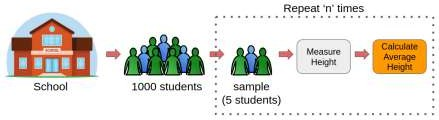 Repeat 'n' times
SCHOOL
Measure
Height
Calculate
Average
Height
School
1000 students
sample
(5 students)